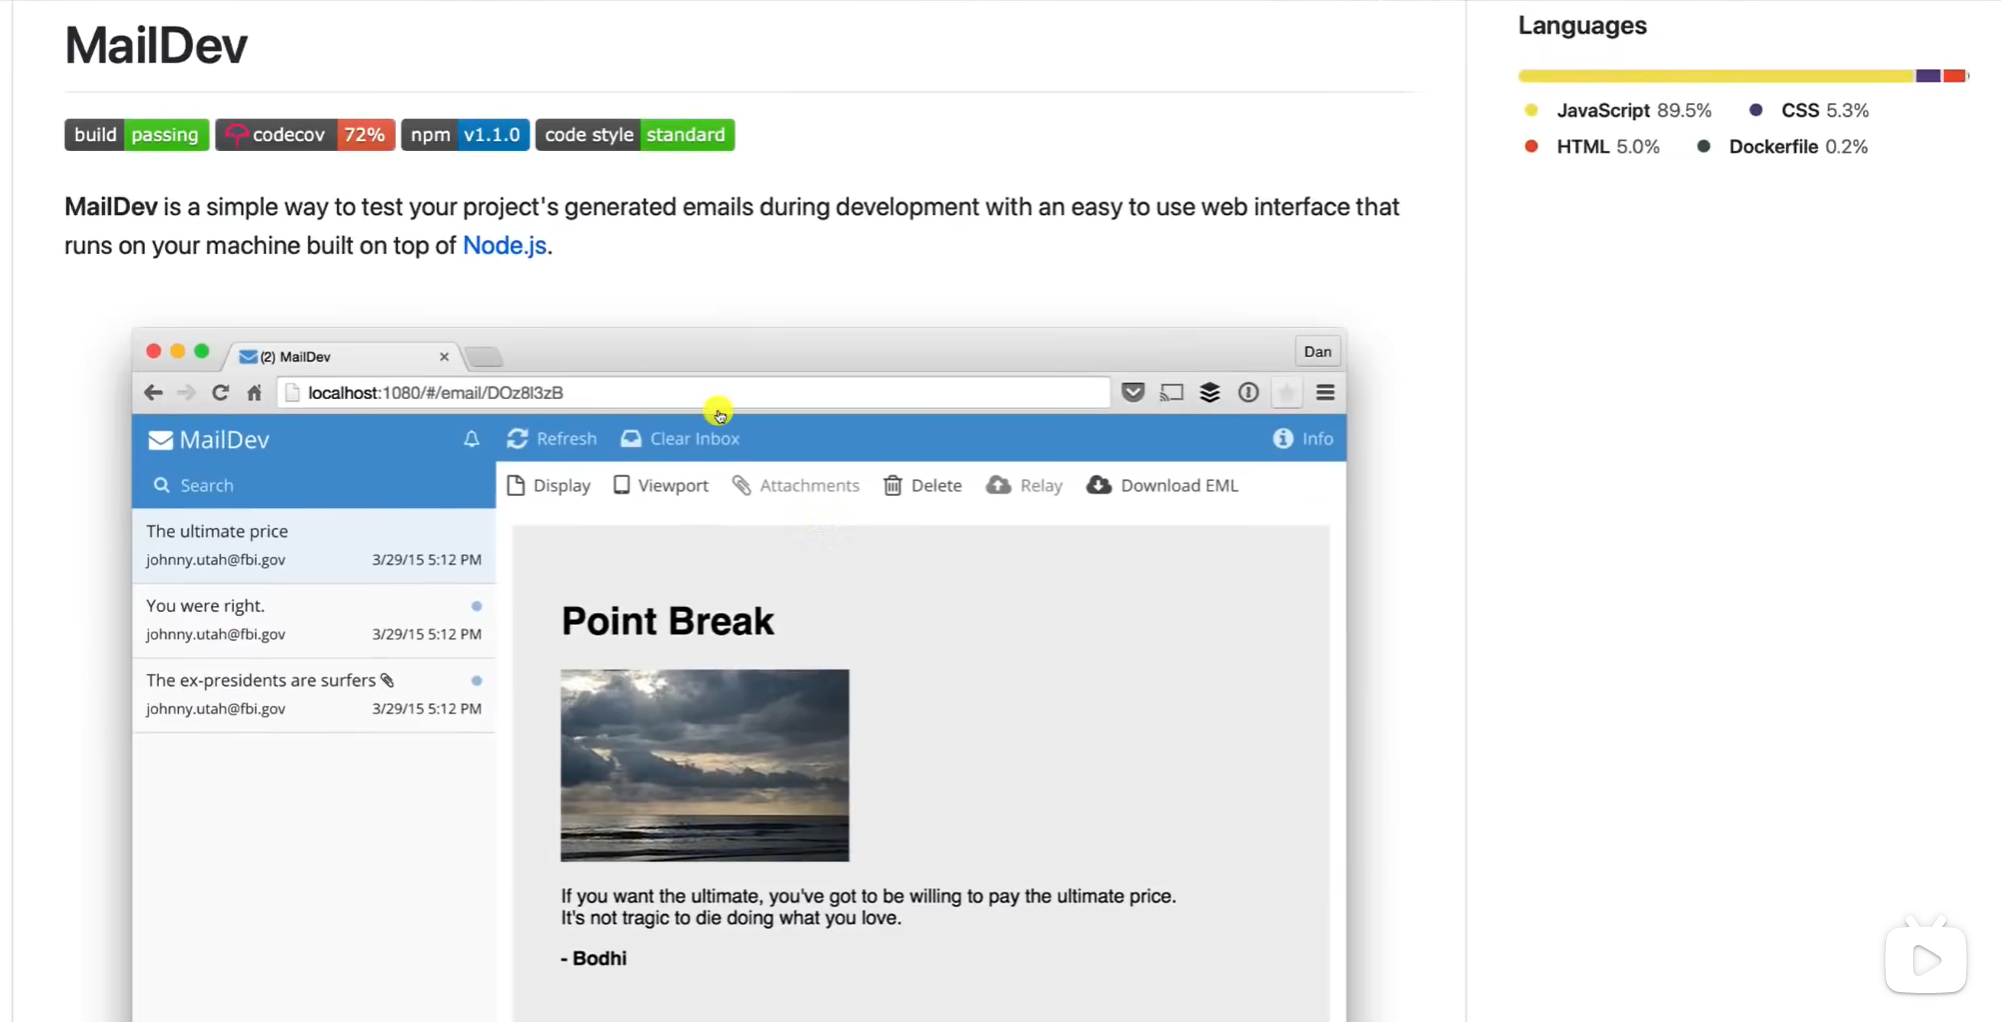 MailDev
build passing codecov 72% npm v1.1.0 code style standard
MailDev is a simple way to test your project's generated emails during development with an easy to use web interface that
runs on your machine built on top of Node.js.
Languages
JavaScript 89.5% CSS 5.3%
HTML 5.0% Dockerfile 0.2%
(2) MailDev
Dan
localhost:1080/#/email/DOz8I3zB
MailDev Refresh Clear Inbox Info
Search
Display Viewport Attachments Delete Relay Download EML
The ultimate price
johnny.utah@fbi.gov 3/29/15 5:12 PM
You were right.
johnny.utah@fbi.gov 3/29/15 5:12 PM
The ex-presidents are surfers
johnny.utah@fbi.gov 3/29/15 5:12 PM
Point Break
If you want the ultimate, you've got to be willing to pay the ultimate price.
It's not tragic to die doing what you love.
- Bodhi